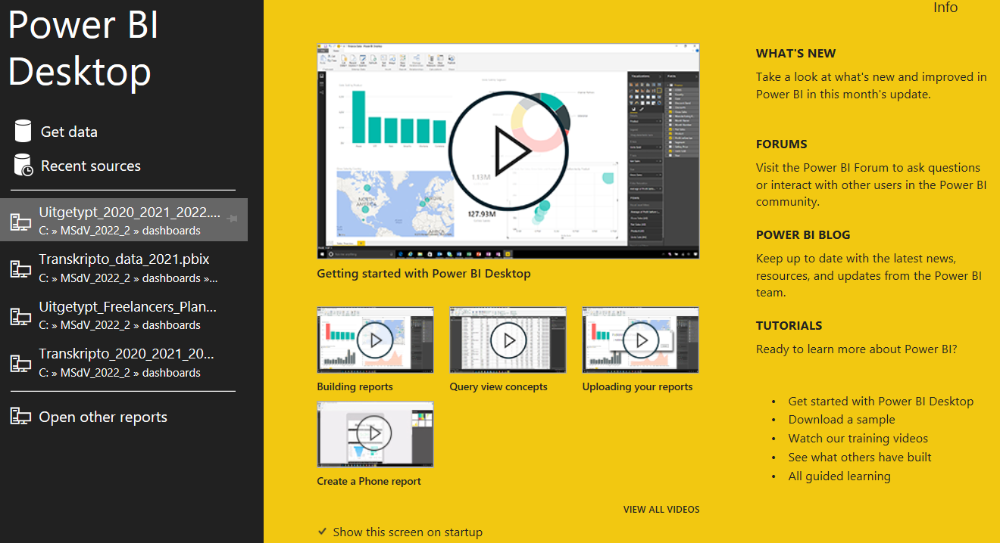 Power BI
Desktop
Get data
Recent sources
Uitgetypt_2020_2021_2022....
C: » MSdV_2022_2 » dashboards
Transkripto_data_2021.pbix
C: » MSdV_2022_2 » dashboards »...
Uitgetypt_Freelancers_Plan...
C: » MSdV_2022_2 » dashboards
Transkripto_2020_2021_20...
C: » MSdV_2022_2 » dashboards
Open other reports
1.13M
127.93M
NORTH
AMERICA
EUROPE
AFRICA
Getting started with Power BI Desktop
Building reports
Query view concepts
Uploading your reports
Create a Phone report
VIEW ALL VIDEOS
Show this screen on startup
Info
WHAT'S NEW
Take a look at what's new and improved in
Power BI in this month's update.
FORUMS
Visit the Power BI Forum to ask questions
or interact with other users in the Power BI
community.
POWER BI BLOG
Keep up to date with the latest news,
resources, and updates from the Power BI
team.
TUTORIALS
Ready to learn more about Power BI?
• Get started with Power BI Desktop
• Download a sample
• Watch our training videos
• See what others have built
• All guided learning